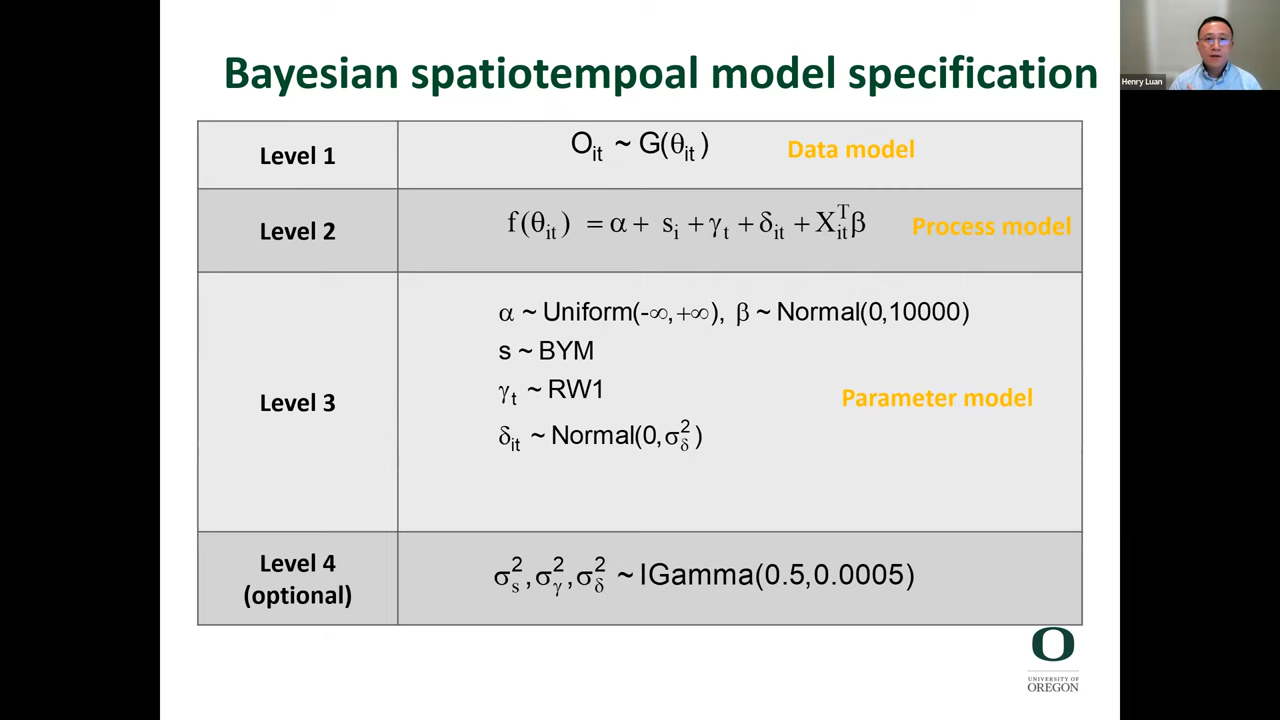 Bayesian spatiotempoal model specification
Henry Luan
Level 1
O_it ~ G(θ_it)
Data model
Level 2
f(θ_it) = α + s_i + γ_t + δ_it + X_it^T β
Process model
Level 3
α ~ Uniform(-∞,+∞), β ~ Normal(0,10000)
s ~ BYM
γ_t ~ RW1
δ_it ~ Normal(0,σ_δ^2)
Parameter model
Level 4
(optional)
σ_s^2,σ_γ^2,σ_δ^2 ~ IGamma(0.5,0.0005)
O
UNIVERSITY OF
OREGON